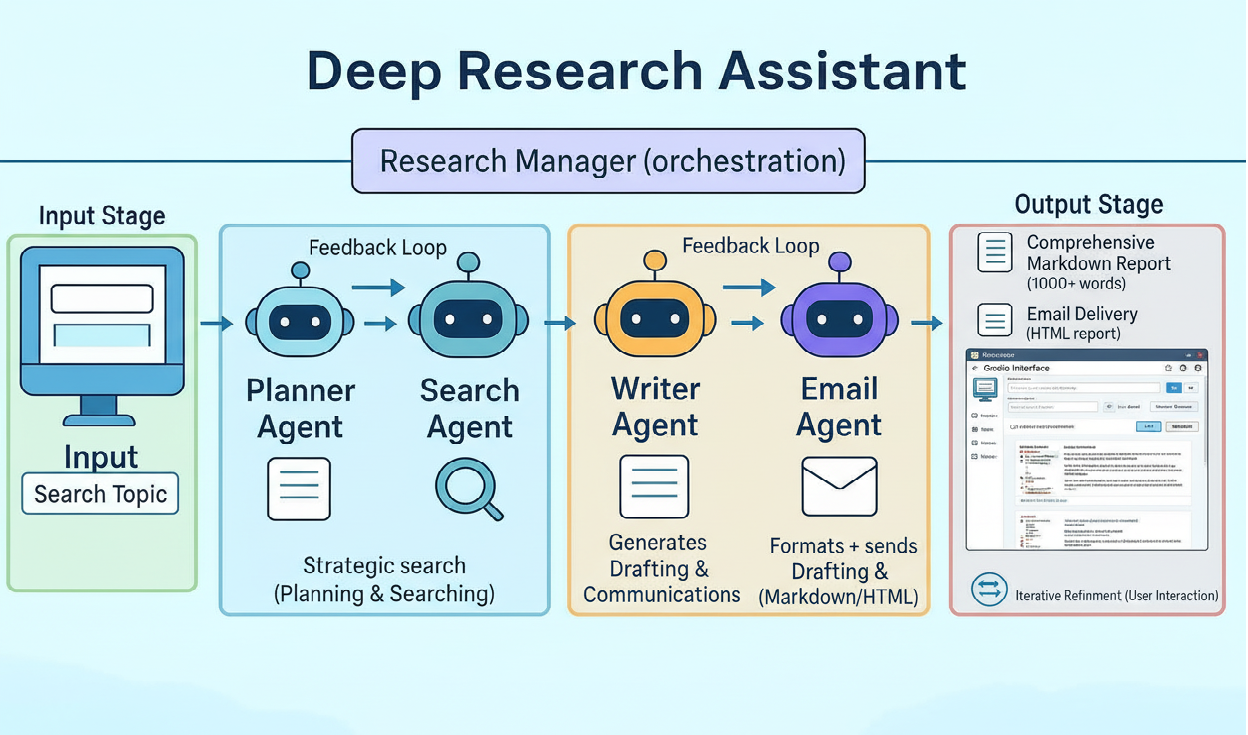 Deep Research Assistant
Research Manager (orchestration)
Input Stage
Input
Search Topic
Feedback Loop
Planner
Agent
Search
Agent
Strategic search
(Planning & Searching)
Feedback Loop
Writer
Agent
Email
Agent
Generates
Drafting &
Communications
Formats + sends
Drafting &
(Markdown/HTML)
Output Stage
Comprehensive
Markdown Report
(1000+ words)
Email Delivery
(HTML report)
Gradio Interface
Iterative Refinment (User Interaction)